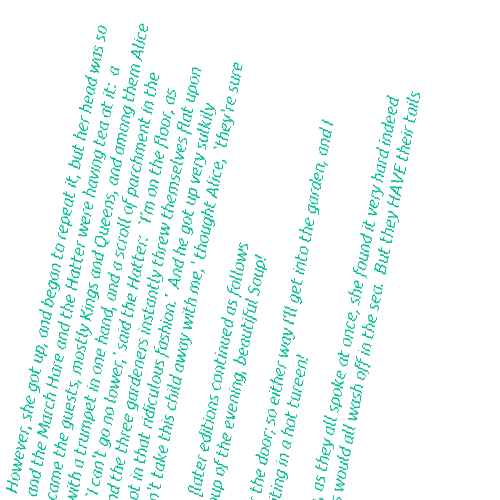 However, she got up, and began to repeat it, but her head was so
and the March Hare and the Hatter were having tea at it: a
came the guests, mostly Kings and Queens, and among them Alice
with a trumpet in one hand, and a scroll of parchment in the
`I can't go no lower,' said the Hatter: `I'm on the floor, as
the three gardeners instantly threw themselves flat upon
in that ridiculous fashion.' And he got up very sulkily
take this child away with me,' thought Alice, `they're sure
[later editions continued as follows
of the evening, beautiful Soup!
the door; so either way I'll get into the garden, and I
in a hot tureen!
as they all spoke at once, she found it very hard indeed
would all wash off in the sea. But they HAVE their tails